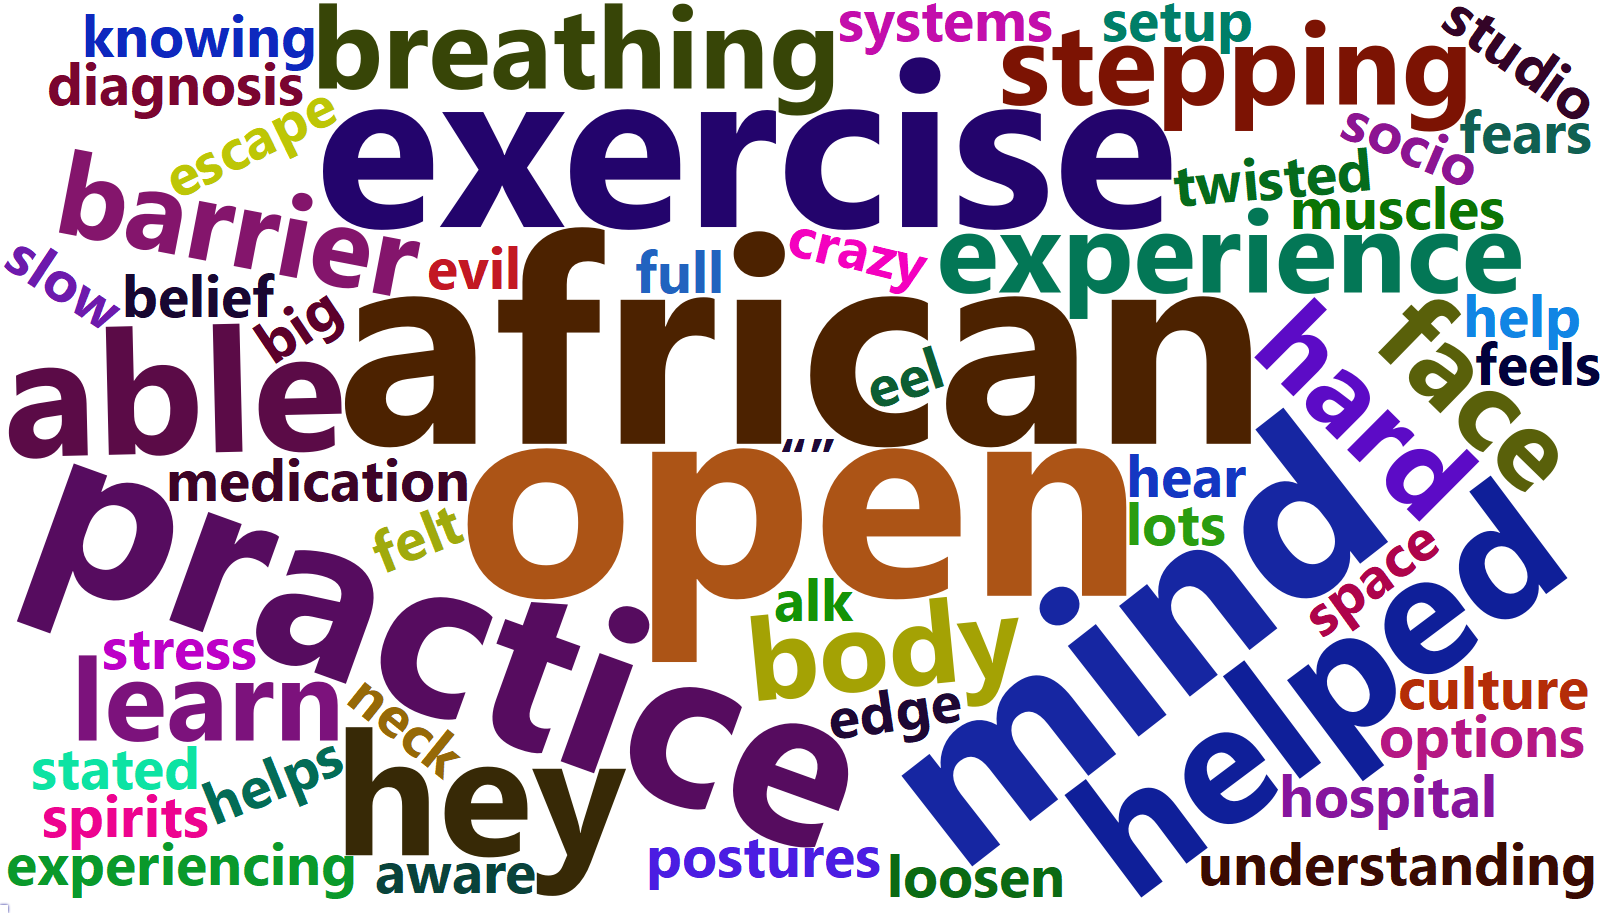 knowing
breathing
systems
setup
studio
diagnosis
stepping
escape
exercise
socio
fears
barrier
twisted
muscles
slow
belief
evil
full
crazy
experience
big
african
help
able
eel
hard
face
feels
“”
practice
medication
open
hear
felt
lots
mind
space
alk
body
helped
stress
learn
neck
edge
culture
options
stated
helps
hey
spirits
hospital
experiencing
aware
postures
loosen
understanding